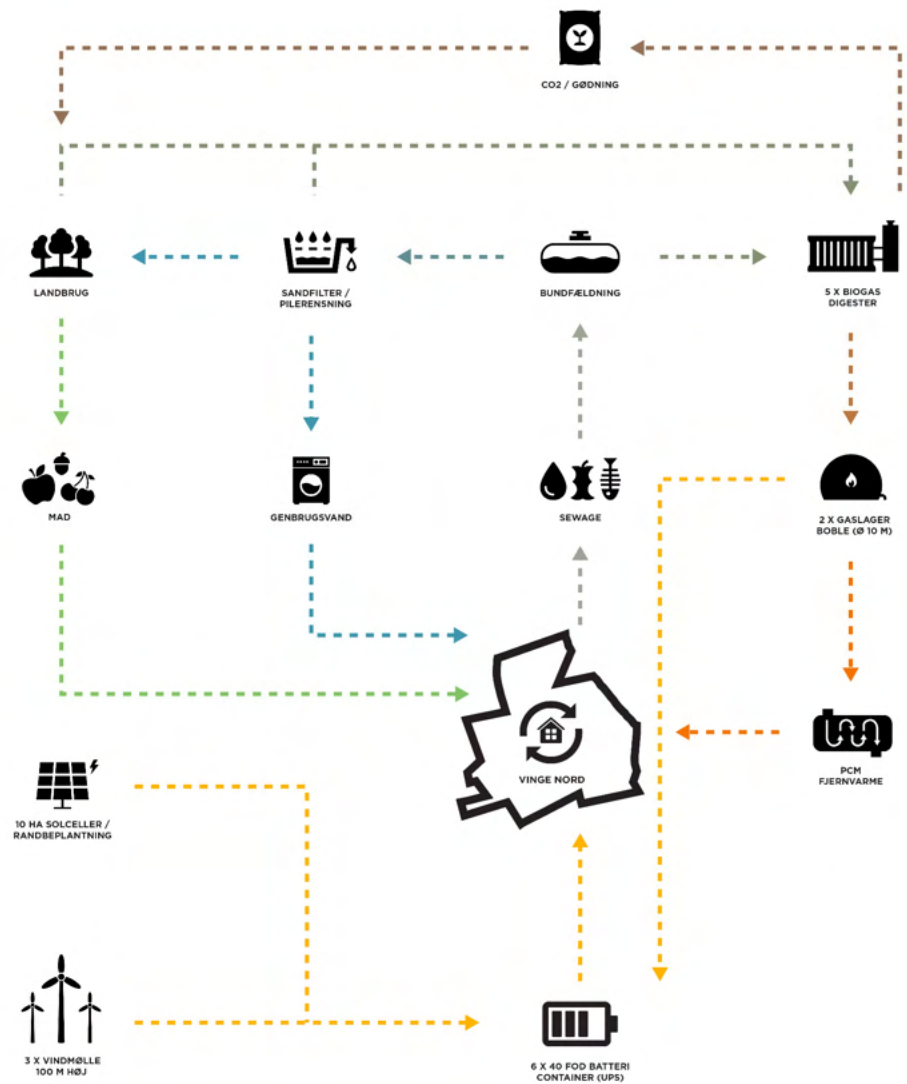 CO2 / GØDNING
LANDBRUG
SANDFILTER /
PILERENSNING
BUNDFÆLDNING
5 X BIOGAS
DIGESTER
MAD
GENBRUGSVAND
SEWAGE
2 X GASLAGER
BOBLE (Ø 10 M)
VINGE NORD
PCM
FJERNVARME
10 HA SOLCELLER /
RANDBEPLANTNING
3 X VINDMØLLE
100 M HØJ
6 X 40 FOD BATTERI
CONTAINER (UPS)